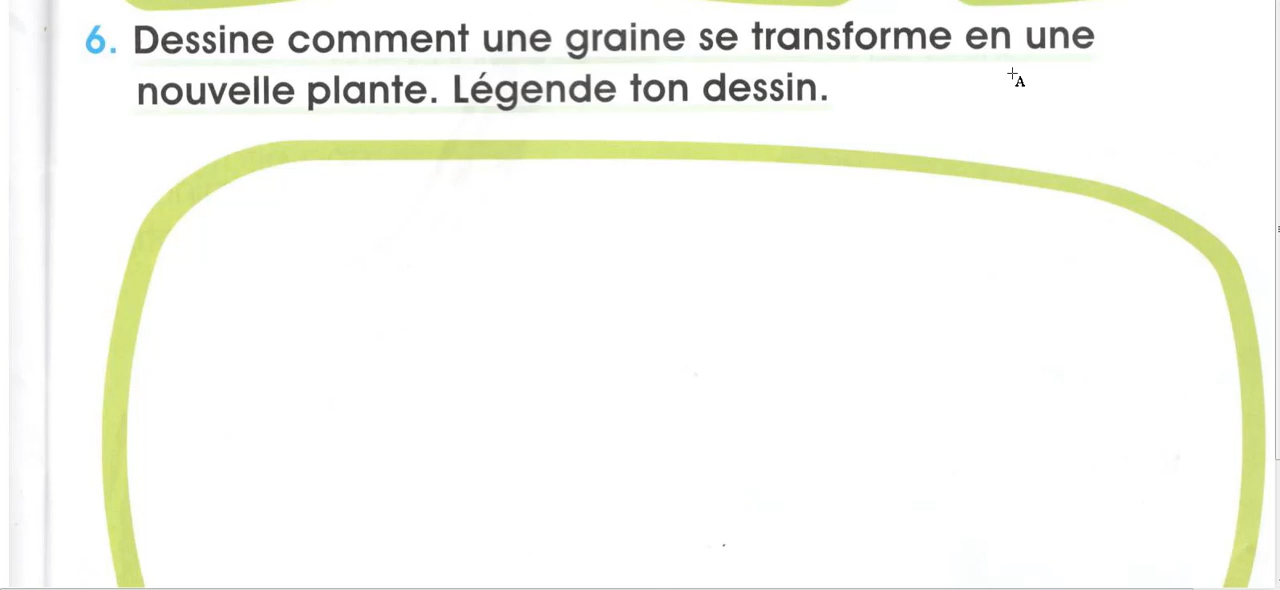 6. Dessine comment une graine se transforme en une
nouvelle plante. Légende ton dessin.